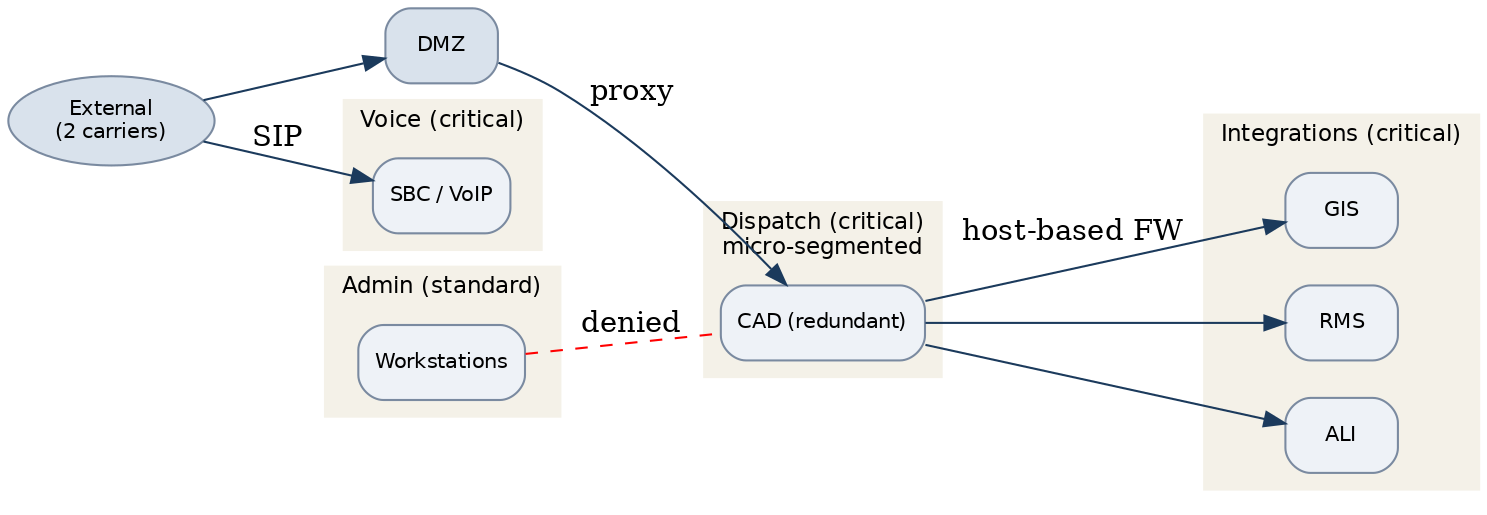 External
(2 carriers)
DMZ
proxy
SIP
Voice (critical)
SBC / VoIP
Admin (standard)
Workstations
denied
Dispatch (critical)
micro-segmented
CAD (redundant)
host-based FW
Integrations (critical)
GIS
RMS
ALI